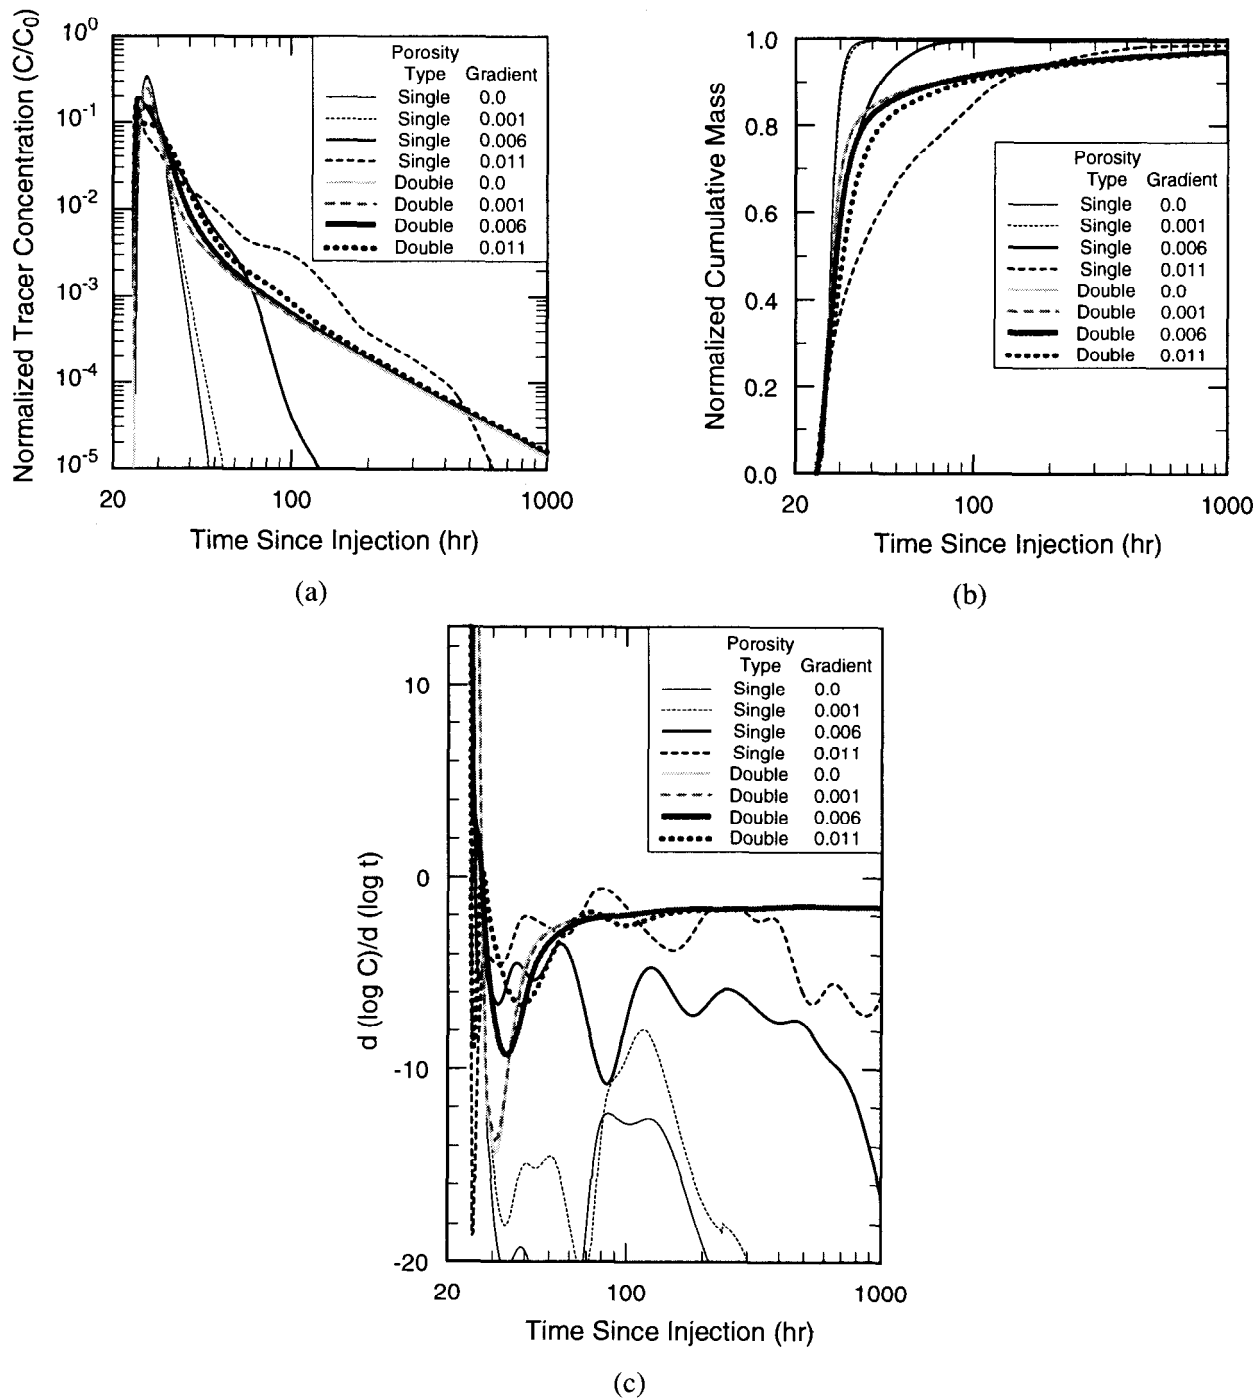 Normalized Tracer Concentration (C/C0)
10^0
10^-1
10^-2
10^-3
10^-4
10^-5
20
100
1000
Time Since Injection (hr)
(a)
Porosity
Type Gradient
Single 0.0
Single 0.001
Single 0.006
Single 0.011
Double 0.0
Double 0.001
Double 0.006
Double 0.011
Normalized Cumulative Mass
1.0
0.8
0.6
0.4
0.2
0.0
20
100
1000
Time Since Injection (hr)
(b)
Porosity
Type Gradient
Single 0.0
Single 0.001
Single 0.006
Single 0.011
Double 0.0
Double 0.001
Double 0.006
Double 0.011
d (log C)/d (log t)
10
0
-10
-20
20
100
1000
Time Since Injection (hr)
(c)
Porosity
Type Gradient
Single 0.0
Single 0.001
Single 0.006
Single 0.011
Double 0.0
Double 0.001
Double 0.006
Double 0.011